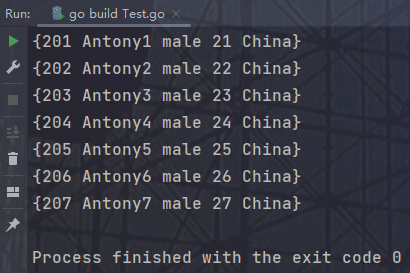 Run: go build Test.go ×
{201 Antony1 male 21 China}
{202 Antony2 male 22 China}
{203 Antony3 male 23 China}
{204 Antony4 male 24 China}
{205 Antony5 male 25 China}
{206 Antony6 male 26 China}
{207 Antony7 male 27 China}
Process finished with the exit code 0